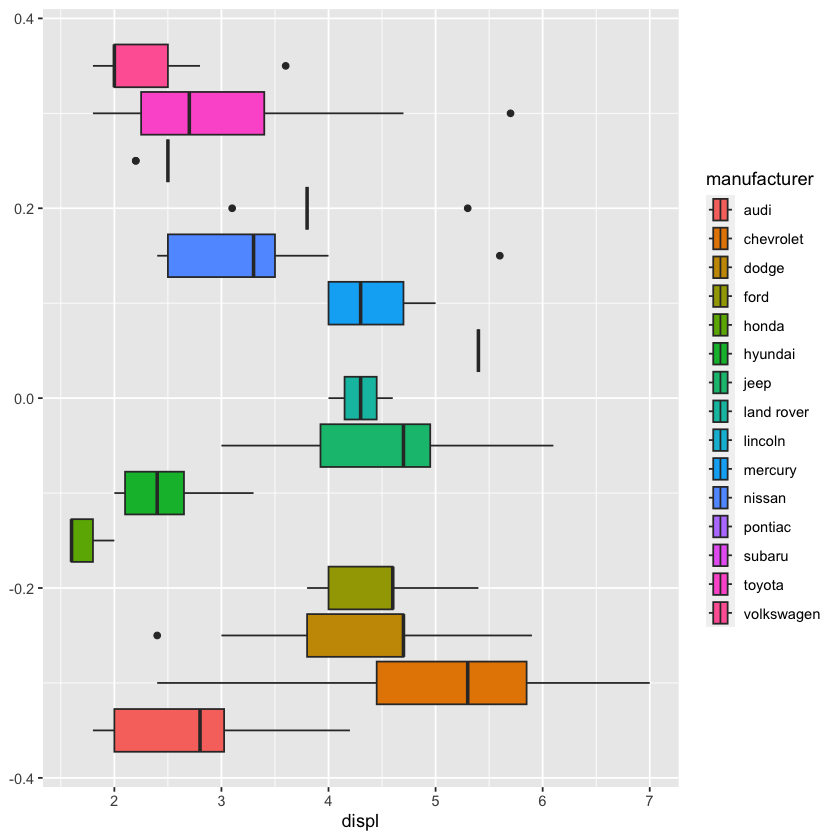 0.4
0.2
0.0
-0.2
-0.4
2 3 4 5 6 7
displ
manufacturer
audi
chevrolet
dodge
ford
honda
hyundai
jeep
land rover
lincoln
mercury
nissan
pontiac
subaru
toyota
volkswagen